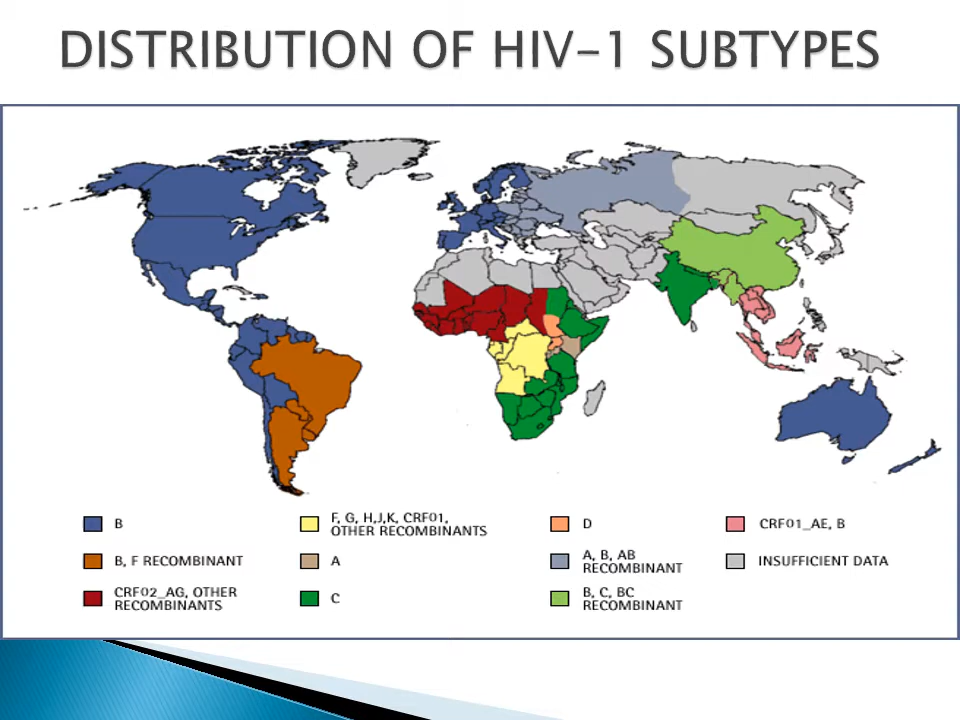 DISTRIBUTION OF HIV-1 SUBTYPES
B
B, F RECOMBINANT
CRF02_AG, OTHER
RECOMBINANTS
F, G, H,J,K, CRF01,
OTHER RECOMBINANTS
A
C
D
A, B, AB
RECOMBINANT
B, C, BC
RECOMBINANT
CRF01_AE, B
INSUFFICIENT DATA